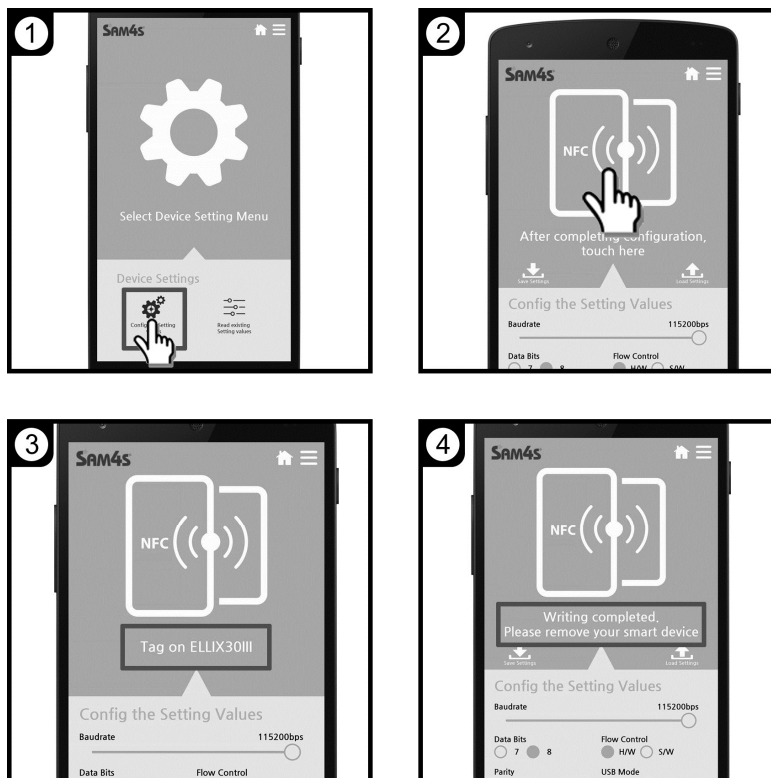 1
SAM4S
Select Device Setting Menu
Device Settings
Setting
Read existing
Setting values
2
SAM4S
NFC
After completing configuration,
touch here
Save Settings
Load Settings
Config the Setting Values
Baudrate
115200bps
Data Bits
Flow Control
7 8
H/W S/W
3
SAM4S
NFC
Tag on ELLIX30III
Config the Setting Values
Baudrate
115200bps
Data Bits
Flow Control
4
SAM4S
NFC
Writing completed,
Please remove your smart device
Save Settings
Load Settings
Config the Setting Values
Baudrate
115200bps
Data Bits
Flow Control
7 8
H/W S/W
Parity
USB Mode